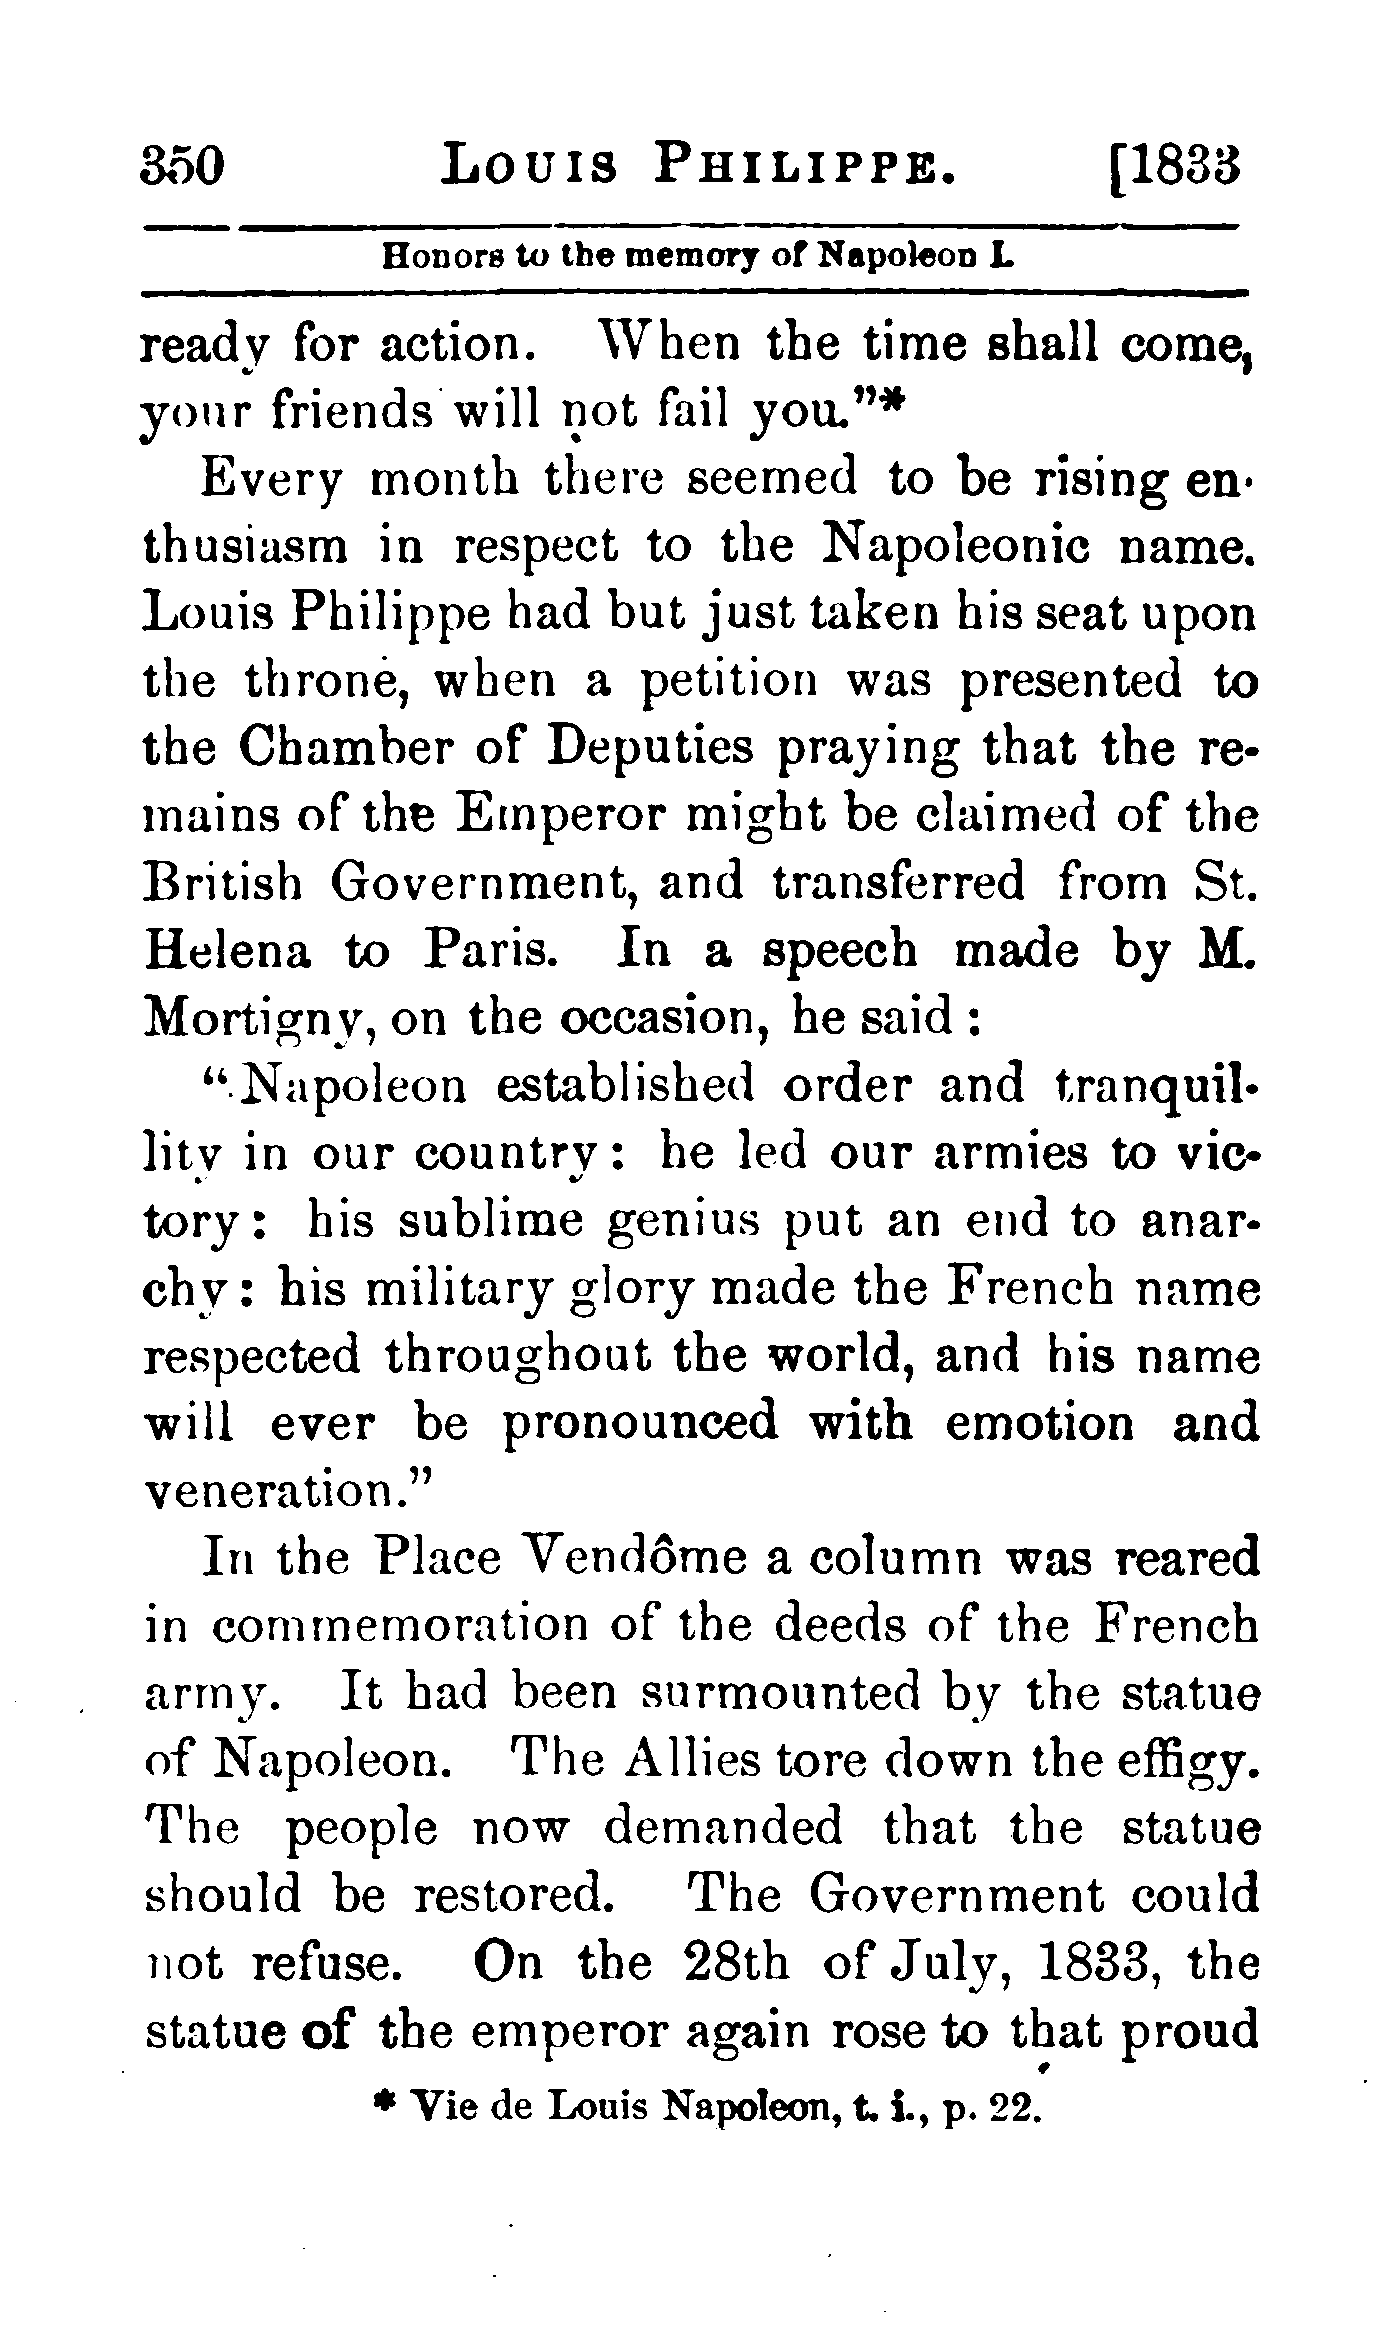 350 LOUIS PHILIPPE. [1833
Honors to the memory of Napoleon I.
ready for action. When the time shall come,
your friends will not fail you."*
Every month there seemed to be rising en-
thusiasm in respect to the Napoleonic name.
Louis Philippe had but just taken his seat upon
the throne, when a petition was presented to
the Chamber of Deputies praying that the re-
mains of the Emperor might be claimed of the
British Government, and transferred from St.
Helena to Paris. In a speech made by M.
Mortigny, on the occasion, he said :
"Napoleon established order and tranquil-
lity in our country : he led our armies to vic-
tory : his sublime genius put an end to anar-
chy : his military glory made the French name
respected throughout the world, and his name
will ever be pronounced with emotion and
veneration."
In the Place Vendôme a column was reared
in commemoration of the deeds of the French
army. It had been surmounted by the statue
of Napoleon. The Allies tore down the effigy.
The people now demanded that the statue
should be restored. The Government could
not refuse. On the 28th of July, 1833, the
statue of the emperor again rose to that proud
* Vie de Louis Napoleon, t. i., p. 22.